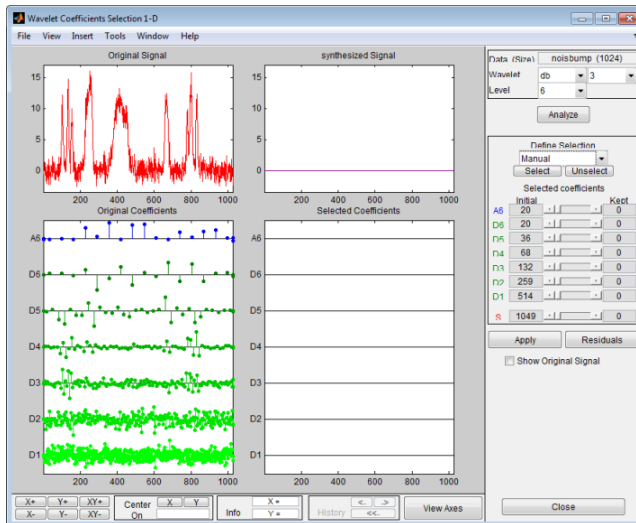 Wavelet Coefficients Selection 1-D
File View Insert Tools Window Help
Original Signal
15
10
5
0
200 400 600 800 1000
synthesized Signal
15
10
5
0
200 400 600 800 1000
Original Coefficients
A6
D6
D5
D4
D3
D2
D1
200 400 600 800 1000
Selected Coefficients
A6
D6
D5
D4
D3
D2
D1
200 400 600 800 1000
Data (Size) noisbump (1024)
Wavelet db 3
Level 6
Analyze
Define Selection
Manual
Select Unselect
Selected coefficients
Initial Kept
A6 20 0
D6 20 0
D5 36 0
D4 68 0
D3 132 0
D2 259 0
D1 514 0
S 1049 0
Apply Residuals
Show Original Signal
X+ Y+ XY+
X- Y- XY-
Center On X Y
Info X = Y =
History <- -> <<-
View Axes
Close